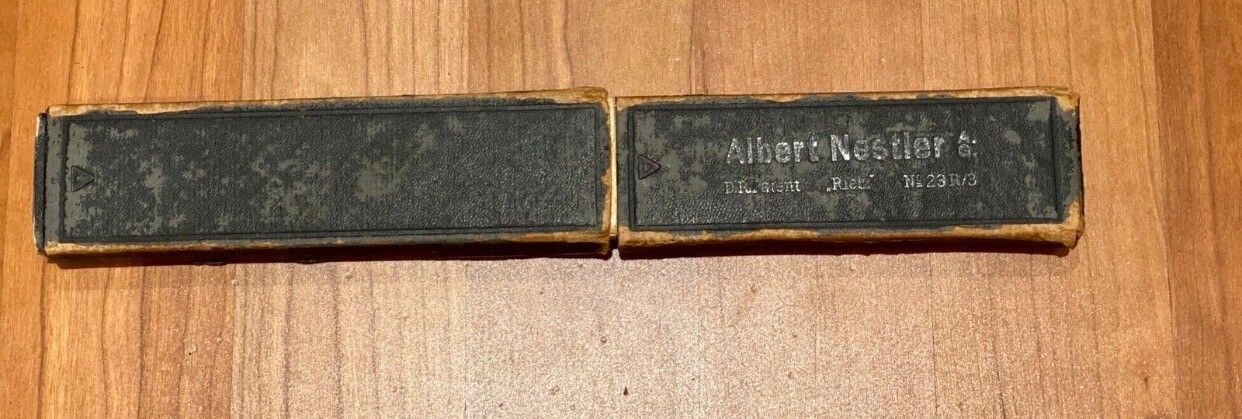 Albert Nestler A.G.
D.R.Patent „Rietz" № 23 R/3